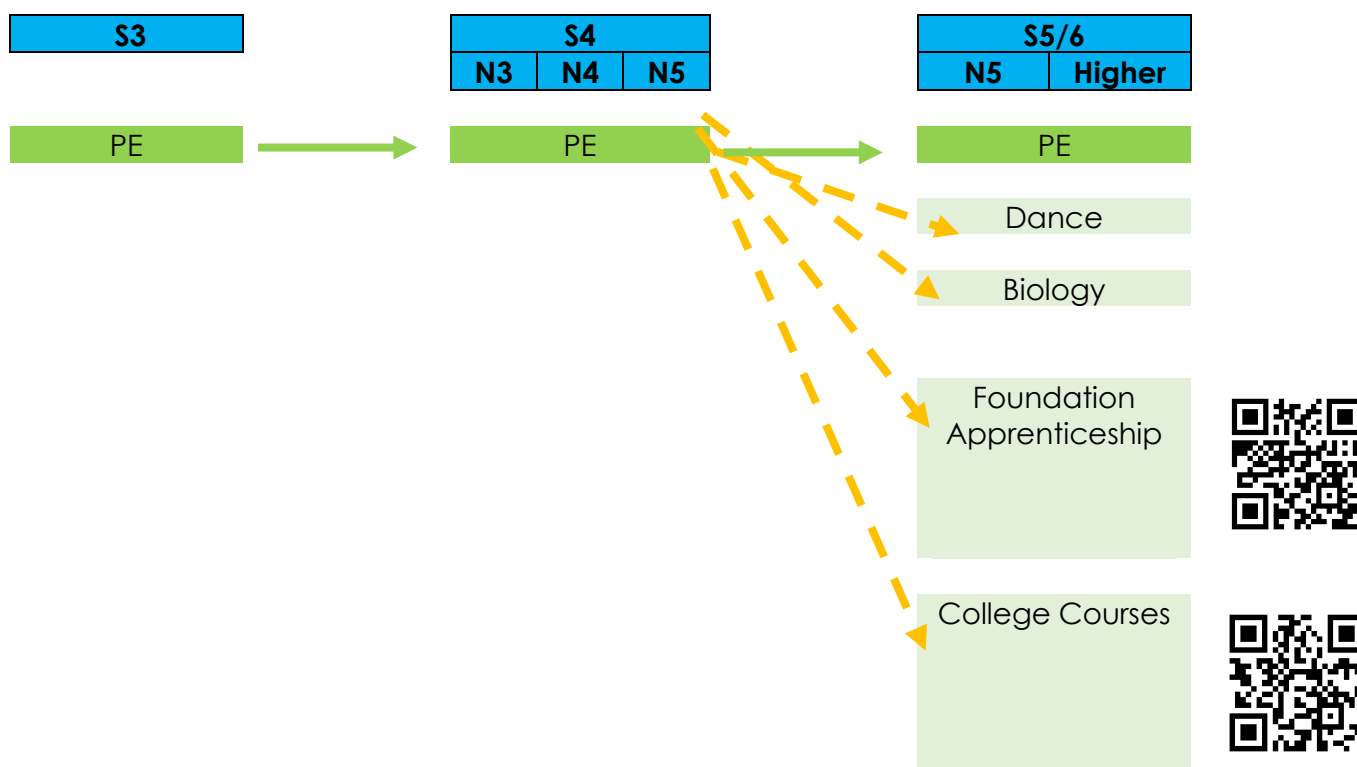 S3
S4
S5/6
N3 N4 N5
N5 Higher
PE
PE
PE
Dance
Biology
Foundation
Apprenticeship
College Courses